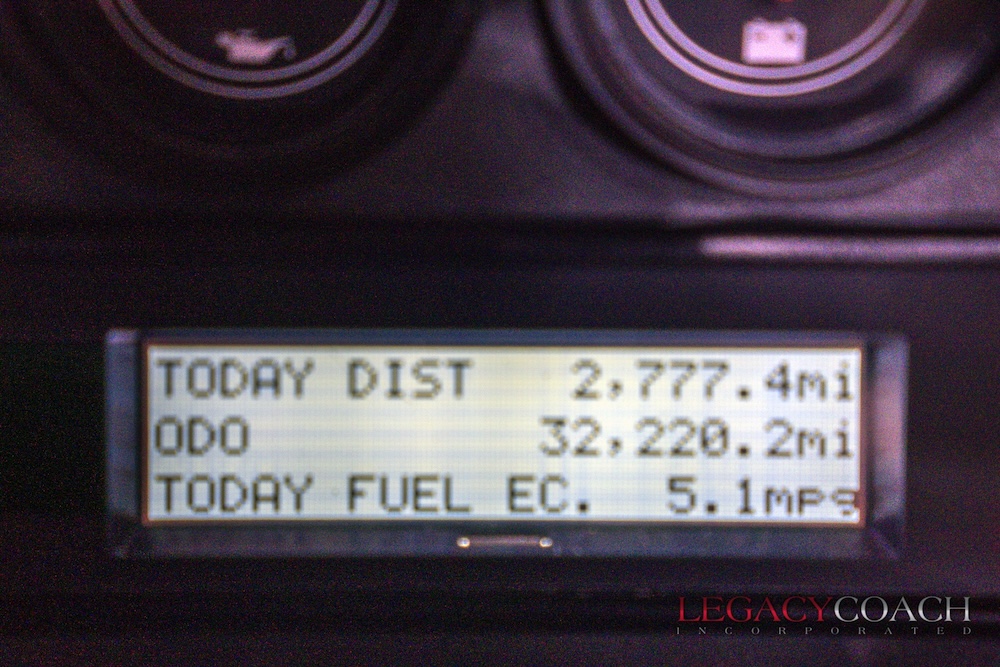 TODAY DIST 2,777.4mi
ODO 32,220.2mi
TODAY FUEL EC. 5.1mpg
LEGACYCOACH
INCORPORATED